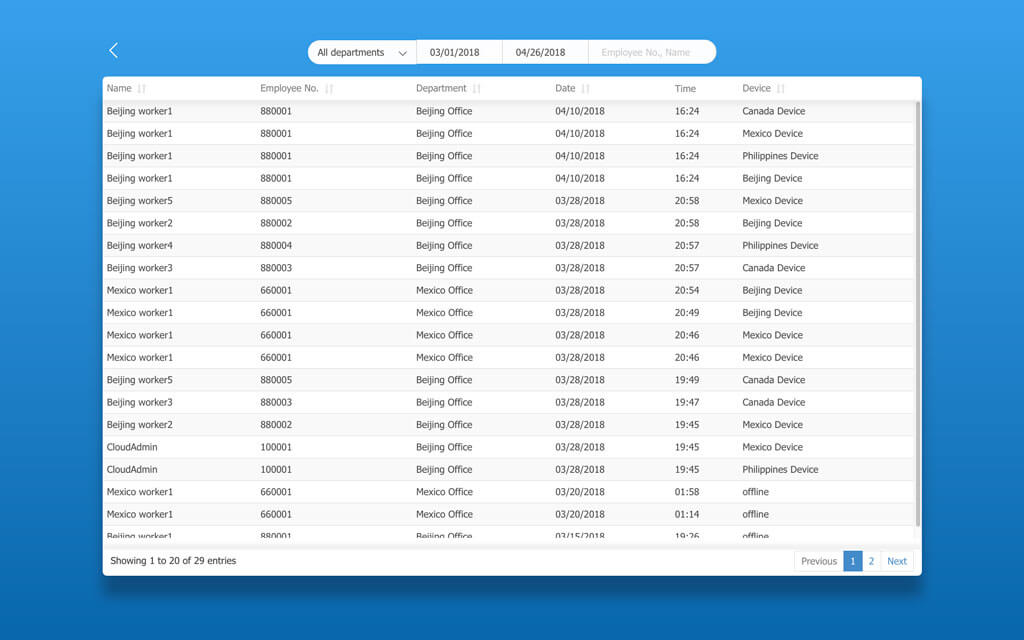 All departments 03/01/2018 04/26/2018 Employee No., Name
Name Employee No. Department Date Time Device
Beijing worker1 880001 Beijing Office 04/10/2018 16:24 Canada Device
Beijing worker1 880001 Beijing Office 04/10/2018 16:24 Mexico Device
Beijing worker1 880001 Beijing Office 04/10/2018 16:24 Philippines Device
Beijing worker1 880001 Beijing Office 04/10/2018 16:24 Beijing Device
Beijing worker5 880005 Beijing Office 03/28/2018 20:58 Mexico Device
Beijing worker2 880002 Beijing Office 03/28/2018 20:58 Beijing Device
Beijing worker4 880004 Beijing Office 03/28/2018 20:57 Philippines Device
Beijing worker3 880003 Beijing Office 03/28/2018 20:57 Canada Device
Mexico worker1 660001 Mexico Office 03/28/2018 20:54 Beijing Device
Mexico worker1 660001 Mexico Office 03/28/2018 20:49 Beijing Device
Mexico worker1 660001 Mexico Office 03/28/2018 20:46 Mexico Device
Mexico worker1 660001 Mexico Office 03/28/2018 20:46 Mexico Device
Beijing worker5 880005 Beijing Office 03/28/2018 19:49 Canada Device
Beijing worker3 880003 Beijing Office 03/28/2018 19:47 Canada Device
Beijing worker2 880002 Beijing Office 03/28/2018 19:45 Mexico Device
CloudAdmin 100001 Beijing Office 03/28/2018 19:45 Mexico Device
CloudAdmin 100001 Beijing Office 03/28/2018 19:45 Philippines Device
Mexico worker1 660001 Mexico Office 03/20/2018 01:58 offline
Mexico worker1 660001 Mexico Office 03/20/2018 01:14 offline
Beijing worker1 880001 Beijing Office 03/15/2018 19:26 offline
Showing 1 to 20 of 29 entries Previous 1 2 Next